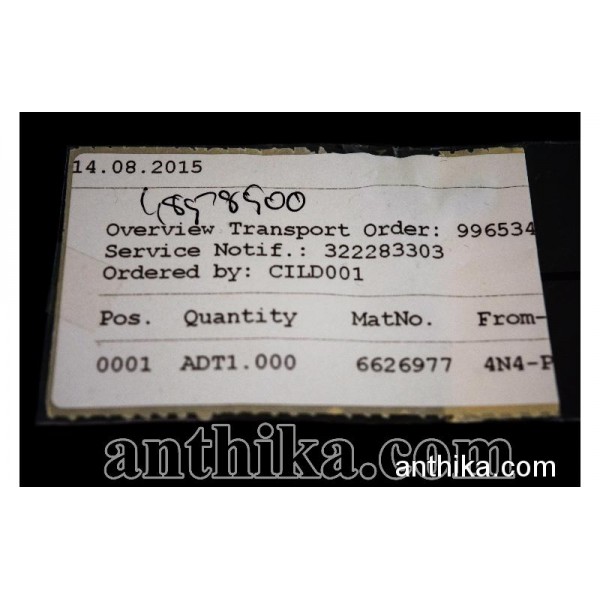 14.08.2015
Overview Transport Order: 996534
Service Notif.: 322283303
Ordered by: CILD001
Pos. Quantity MatNo. From-
0001 ADT1.000 6626977 4N4-P
anthika.com
anthika.com